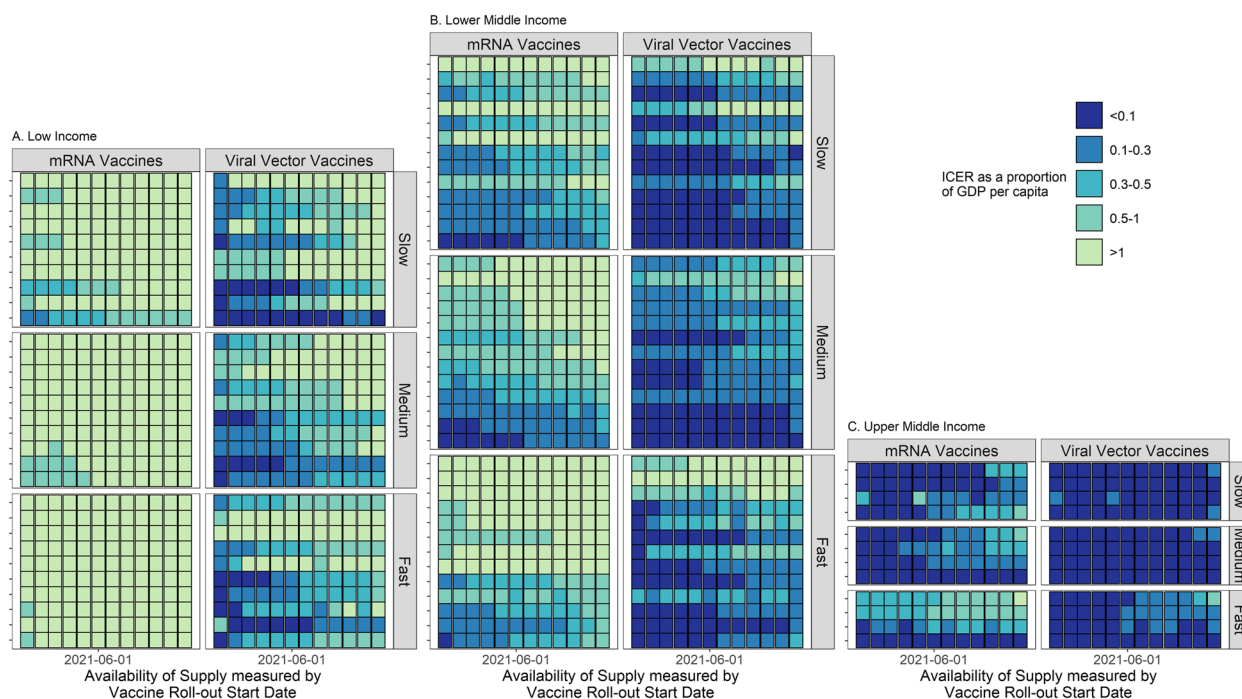 A. Low Income
mRNA Vaccines
Viral Vector Vaccines
Slow
Medium
Fast
2021-06-01
2021-06-01
Availability of Supply measured by
Vaccine Roll-out Start Date
B. Lower Middle Income
mRNA Vaccines
Viral Vector Vaccines
Slow
Medium
Fast
2021-06-01
2021-06-01
Availability of Supply measured by
Vaccine Roll-out Start Date
ICER as a proportion
of GDP per capita
<0.1
0.1-0.3
0.3-0.5
0.5-1
>1
C. Upper Middle Income
mRNA Vaccines
Viral Vector Vaccines
Slow
Medium
Fast
2021-06-01
2021-06-01
Availability of Supply measured by
Vaccine Roll-out Start Date